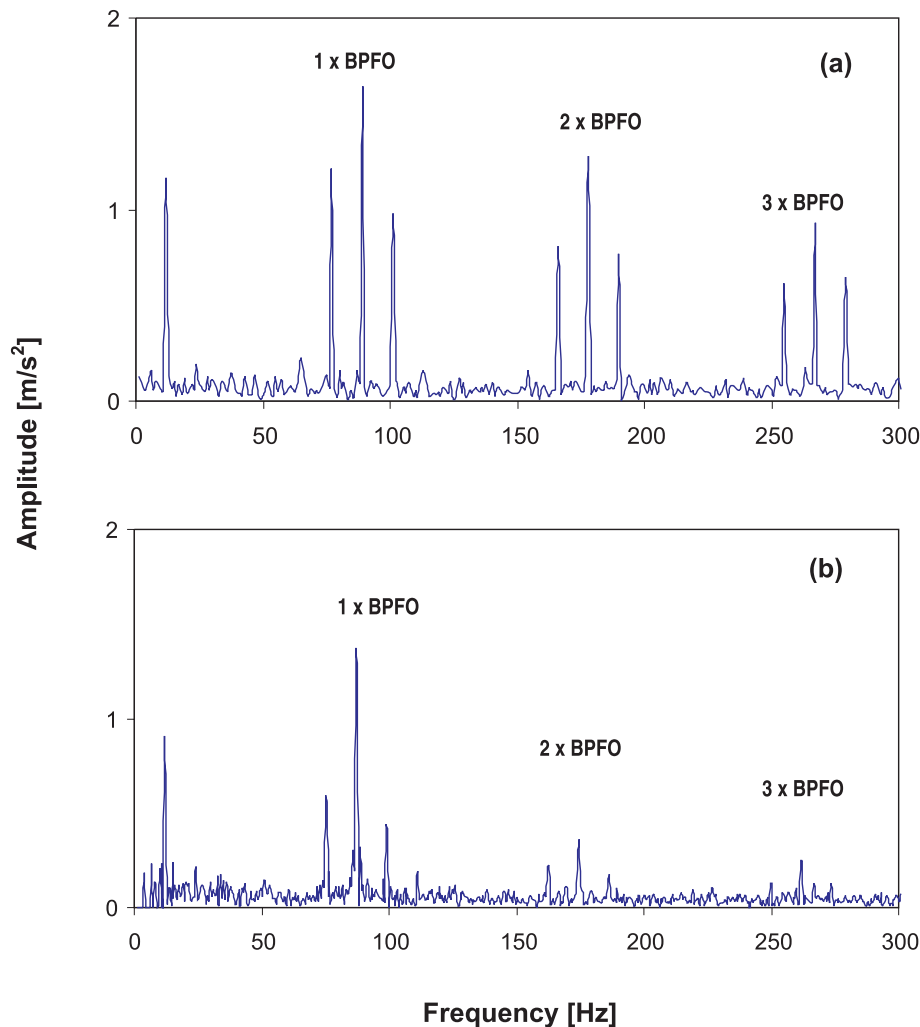 2
(a)
1 x BPFO
2 x BPFO
3 x BPFO
1
0
0 50 100 150 200 250 300
Amplitude [m/s²]
2
(b)
1 x BPFO
2 x BPFO
3 x BPFO
1
0
0 50 100 150 200 250 300
Frequency [Hz]